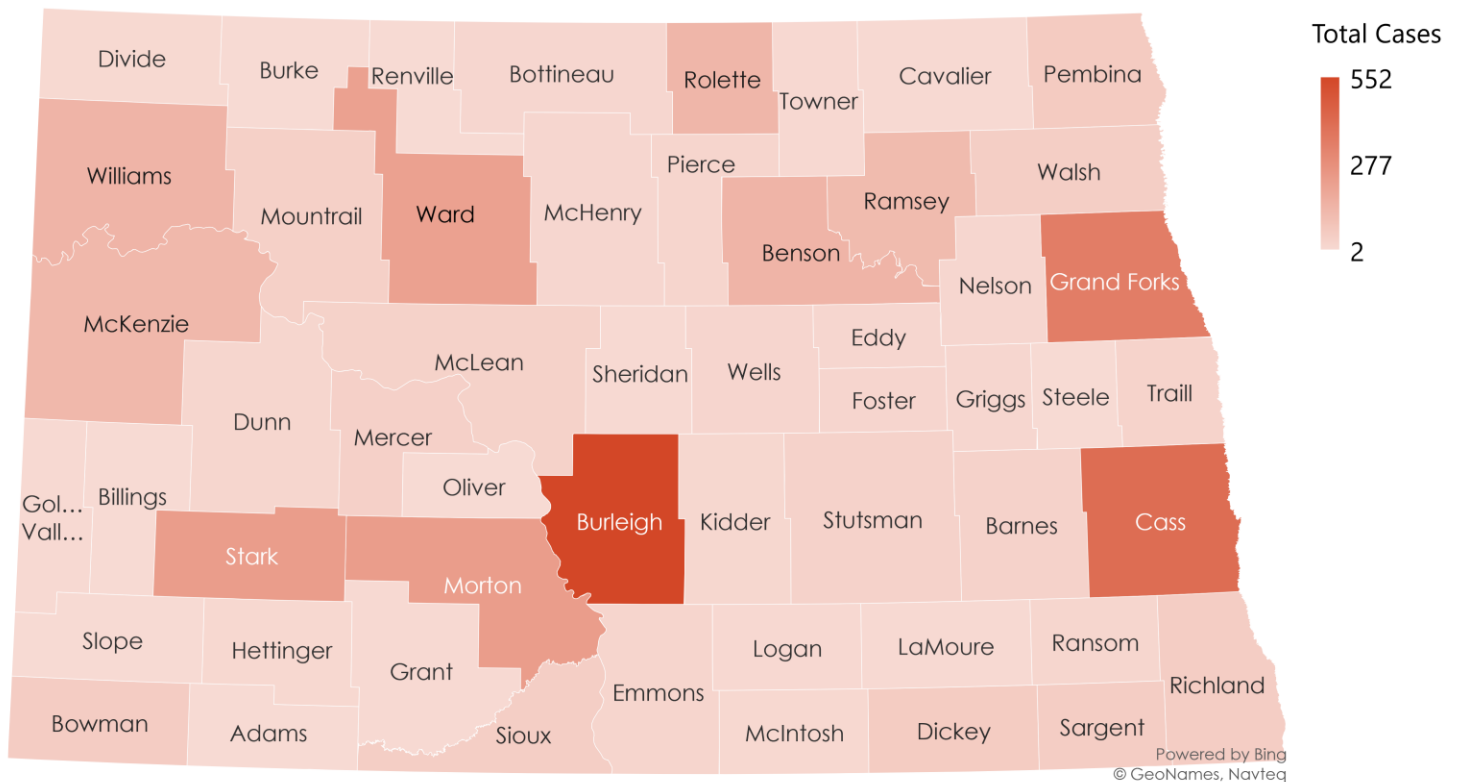 Total Cases
552
277
2
Divide
Burke
Renville
Bottineau
Rolette
Towner
Cavalier
Pembina
Williams
Mountrail
Ward
McHenry
Pierce
Benson
Ramsey
Walsh
Nelson
Grand Forks
McKenzie
McLean
Sheridan
Wells
Eddy
Foster
Griggs
Steele
Traill
Dunn
Mercer
Oliver
Gol...
Vall...
Billings
Stark
Morton
Burleigh
Kidder
Stutsman
Barnes
Cass
Slope
Hettinger
Grant
Emmons
Logan
LaMoure
Ransom
Richland
Bowman
Adams
Sioux
McIntosh
Dickey
Sargent
Powered by Bing
© GeoNames, Navteq